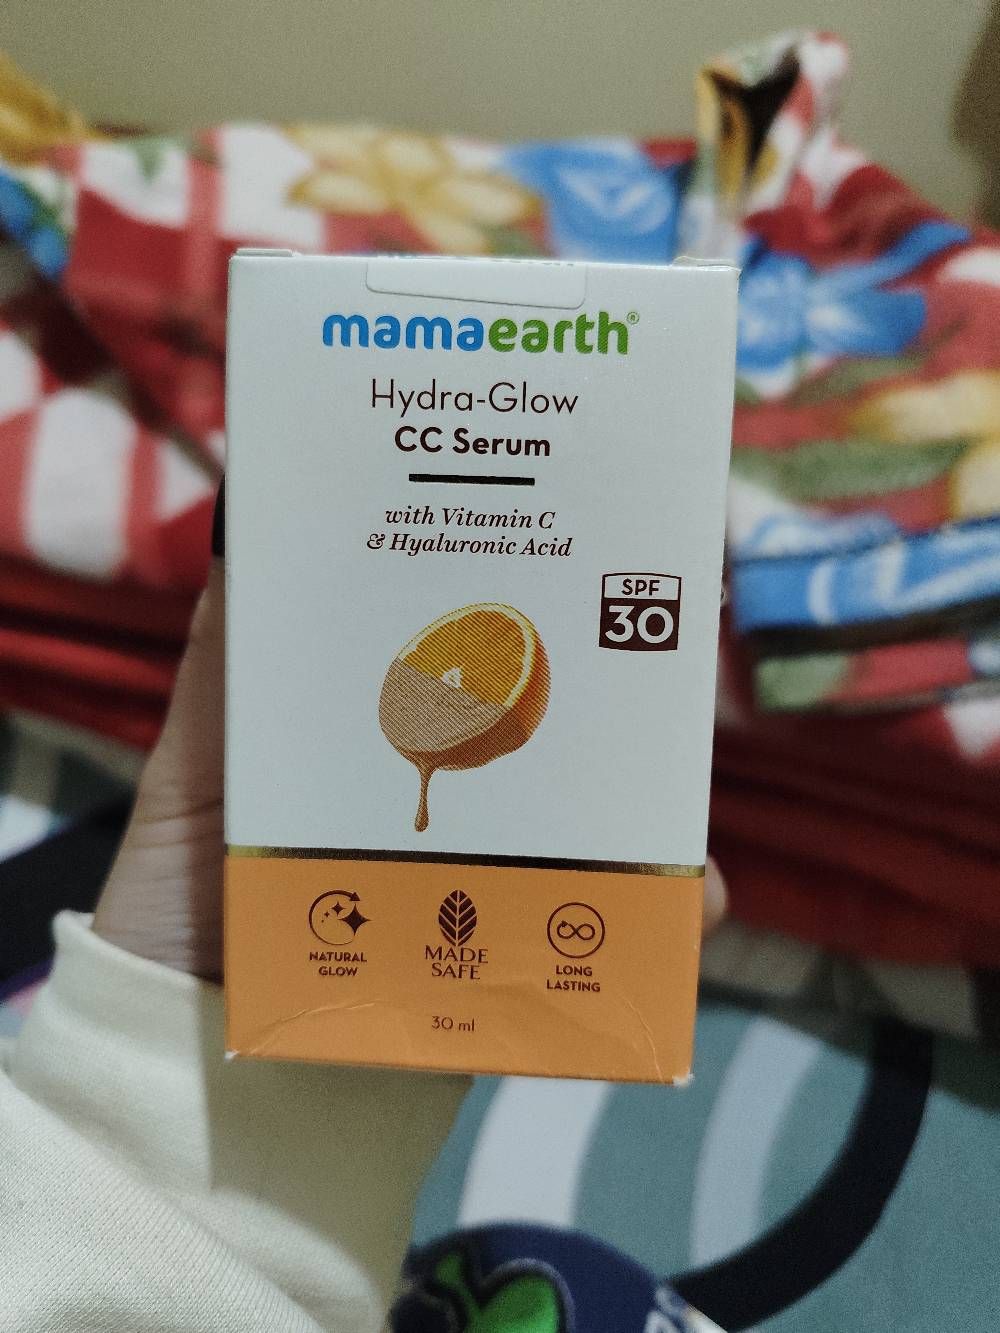 mamaearth®
Hydra-Glow
CC Serum
with Vitamin C
& Hyaluronic Acid
SPF
30
NATURAL
GLOW
MADE
SAFE
LONG
LASTING
30 ml